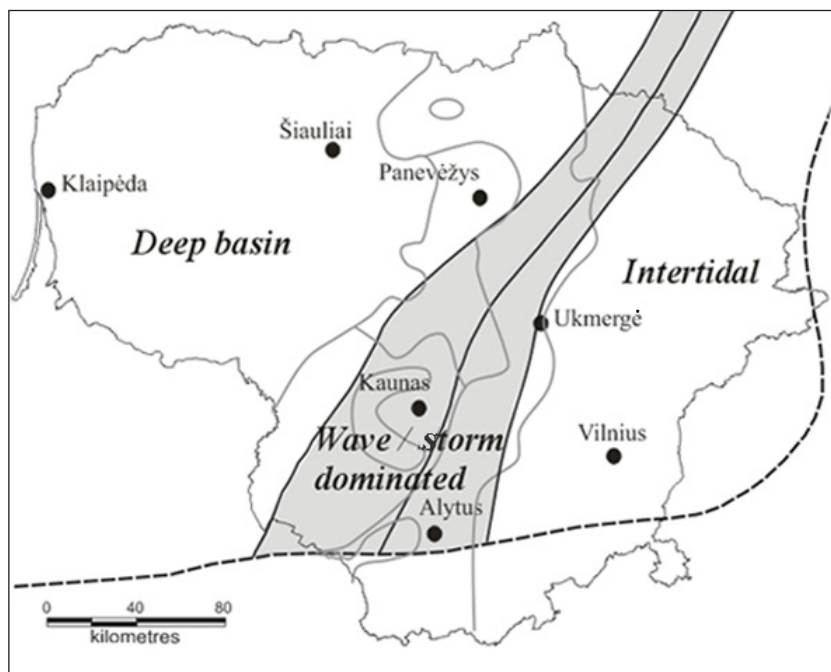 Šiauliai
Klaipėda
Panevėžys
Deep basin
Intertidal
Ukmergė
Kaunas
Wave / storm
dominated
Vilnius
Alytus
0 40 80
kilometres